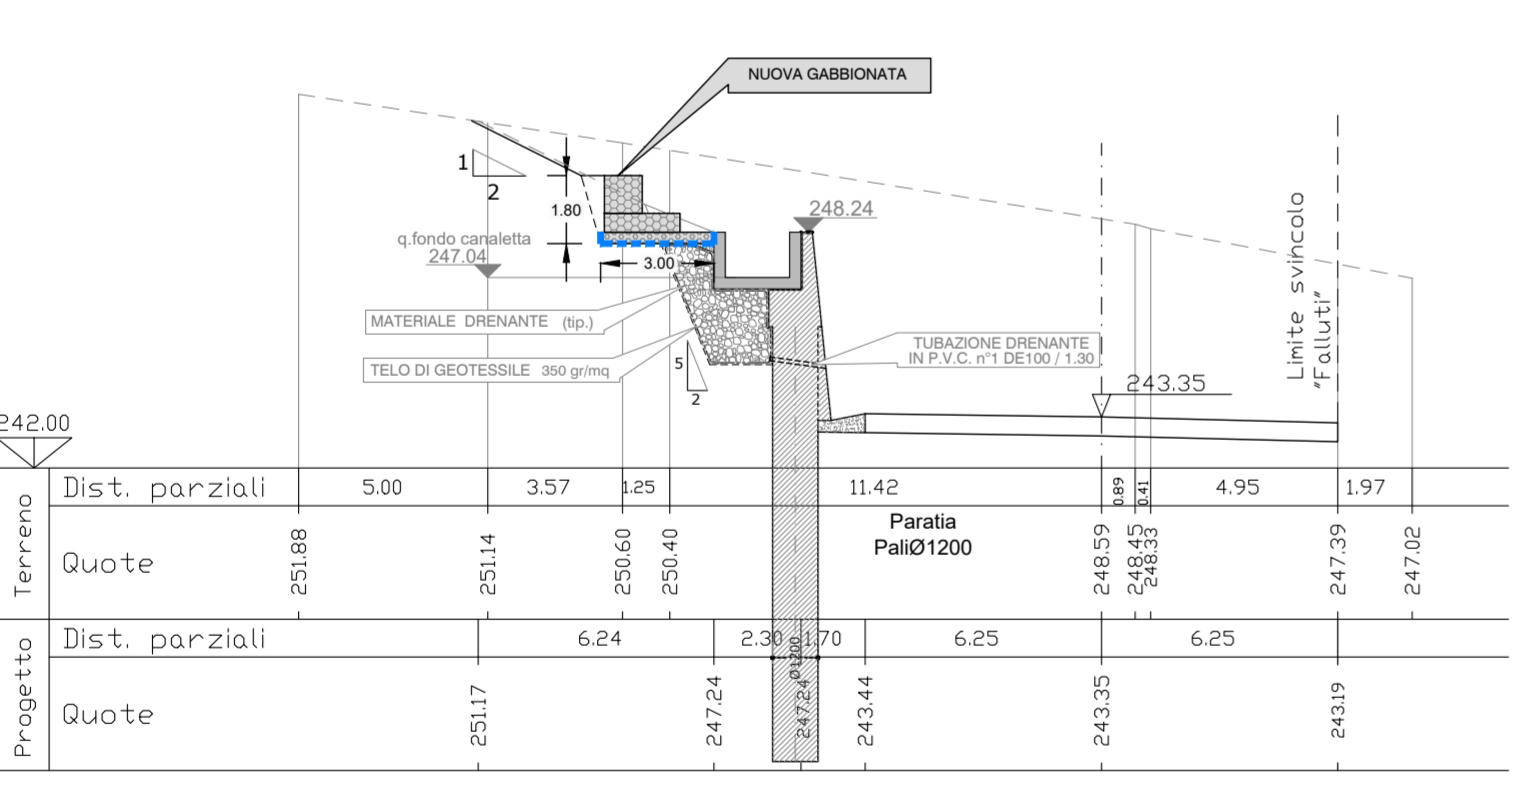 NUOVA GABBIONATA
1
2
1.80
248.24
q.fondo canaletta
247.04
3.00
MATERIALE DRENANTE (tip.)
TELO DI GEOTESSILE 350 gr/mq
5
2
TUBAZIONE DRENANTE
IN P.V.C. n°1 DE100 / 1.30
Limite svincolo
"Falluti"
243.35
242.00
Terreno
Dist. parziali
5.00
3.57
1.25
11.42
0.89
0.41
4.95
1.97
Paratia
PaliØ1200
Quote
251.88
251.14
250.60
250.40
248.59
248.45
248.33
247.39
247.02
Progetto
Dist. parziali
6.24
2.30
1.70
6.25
6.25
Ø1200
Quote
251.17
247.24
247.24
243.44
243.35
243.19